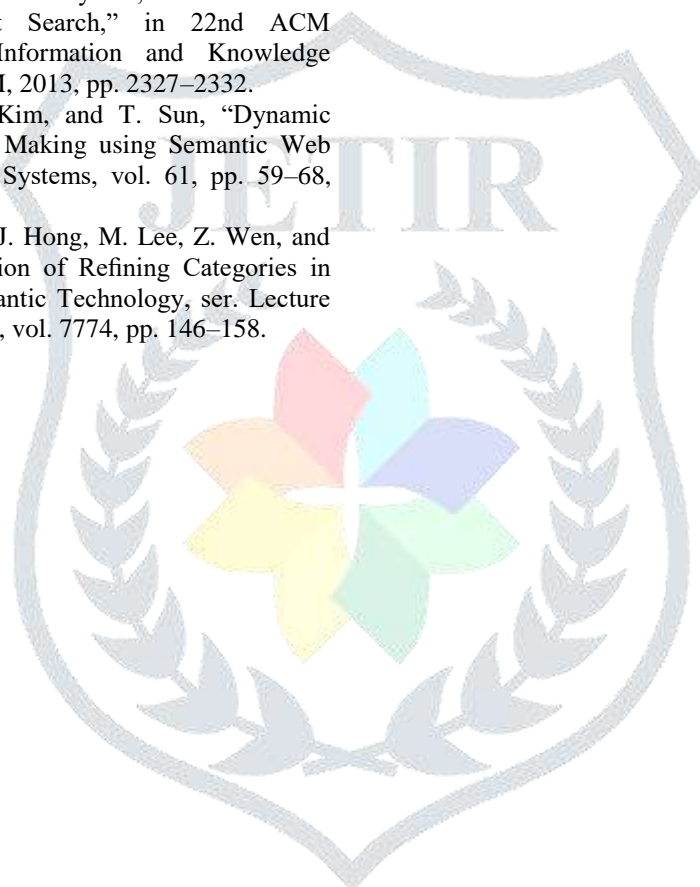 t Search,” in 22nd ACM
Information and Knowledge
M, 2013, pp. 2327–2332.
Kim, and T. Sun, “Dynamic
Making using Semantic Web
Systems, vol. 61, pp. 59–68,
JETIR
J. Hong, M. Lee, Z. Wen, and
ion of Refining Categories in
antic Technology, ser. Lecture
, vol. 7774, pp. 146–158.